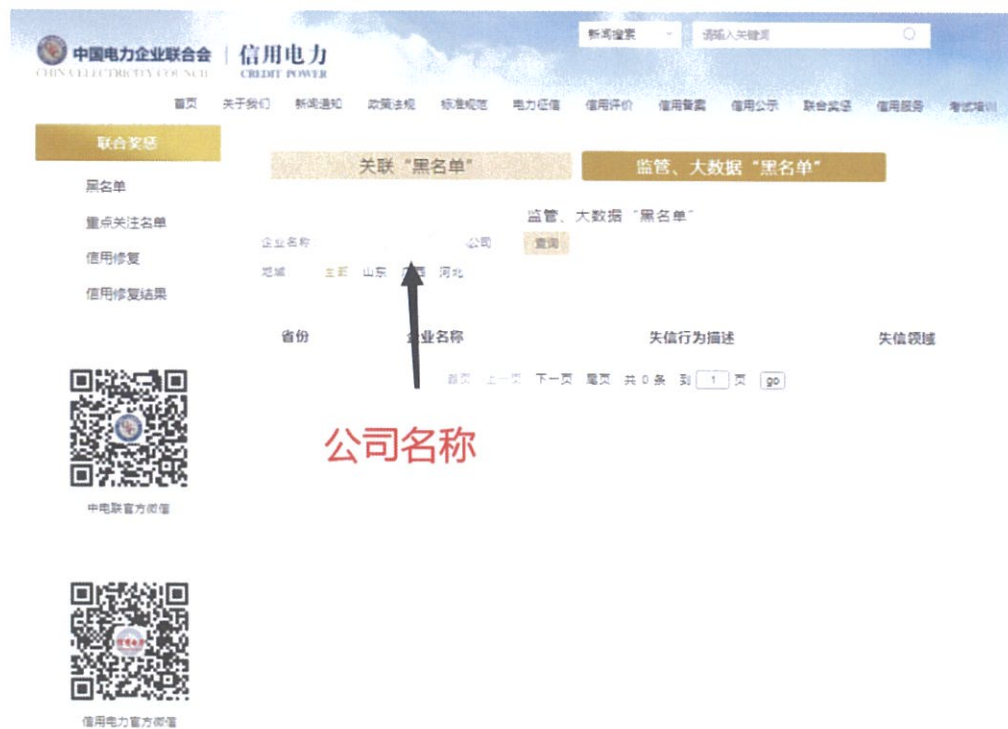 中国电力企业联合会 信用电力
CHINA ELECTRICITY COUNCIL CREDIT POWER
新闻搜索 请输入关键词
首页 关于我们 新闻通知 政策法规 标准规范 电力征信 信用评价 信用备案 信用公示 联合奖惩 信用服务 考试培训
联合奖惩
黑名单
重点关注名单
信用修复
信用修复结果
关联“黑名单” 监管、大数据“黑名单”
监管、大数据“黑名单”
企业名称 公司 查询
地域 全部 山东 广西 河北
省份 企业名称 失信行为描述 失信领域
首页 上一页 下一页 尾页 共 0 条 到 1 页 go
公司名称
中电联官方微信
信用电力官方微信